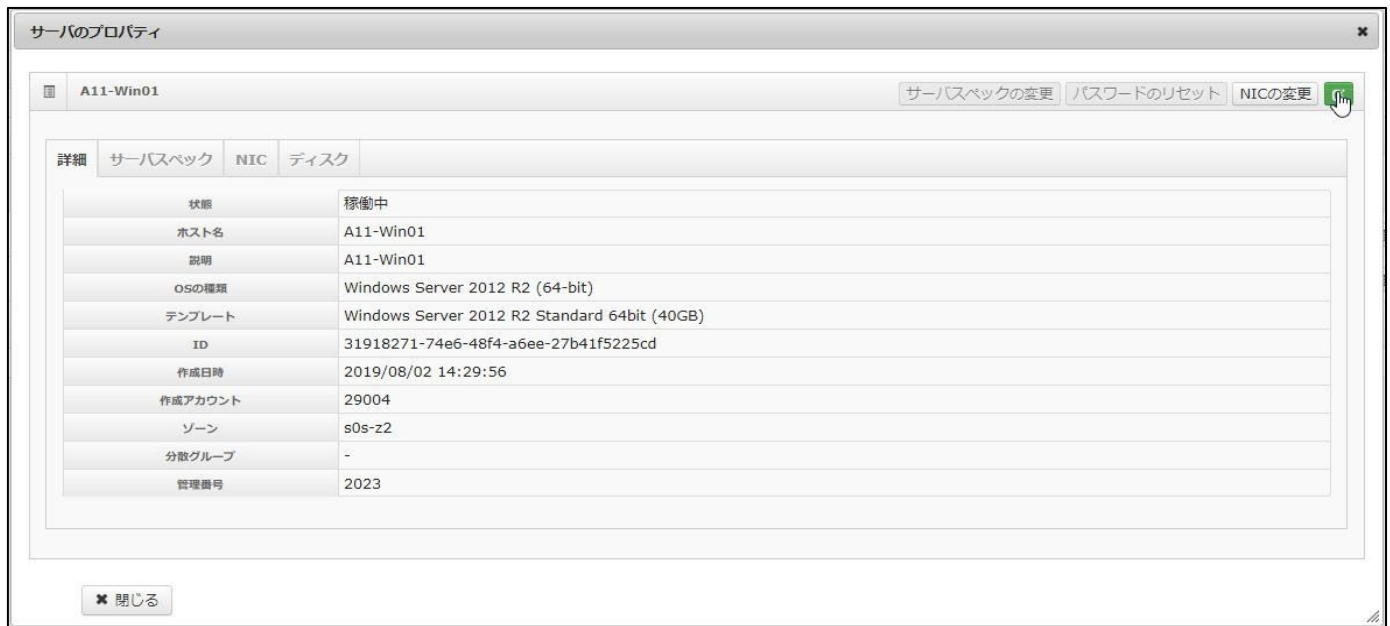 サーバのプロパティ
A11-Win01 サーバスペックの変更 パスワードのリセット NICの変更
詳細 サーバスペック NIC ディスク
状態 稼働中
ホスト名 A11-Win01
説明 A11-Win01
OSの種類 Windows Server 2012 R2 (64-bit)
テンプレート Windows Server 2012 R2 Standard 64bit (40GB)
ID 31918271-74e6-48f4-a6ee-27b41f5225cd
作成日時 2019/08/02 14:29:56
作成アカウント 29004
ゾーン s0s-z2
分散グループ -
管理番号 2023
閉じる